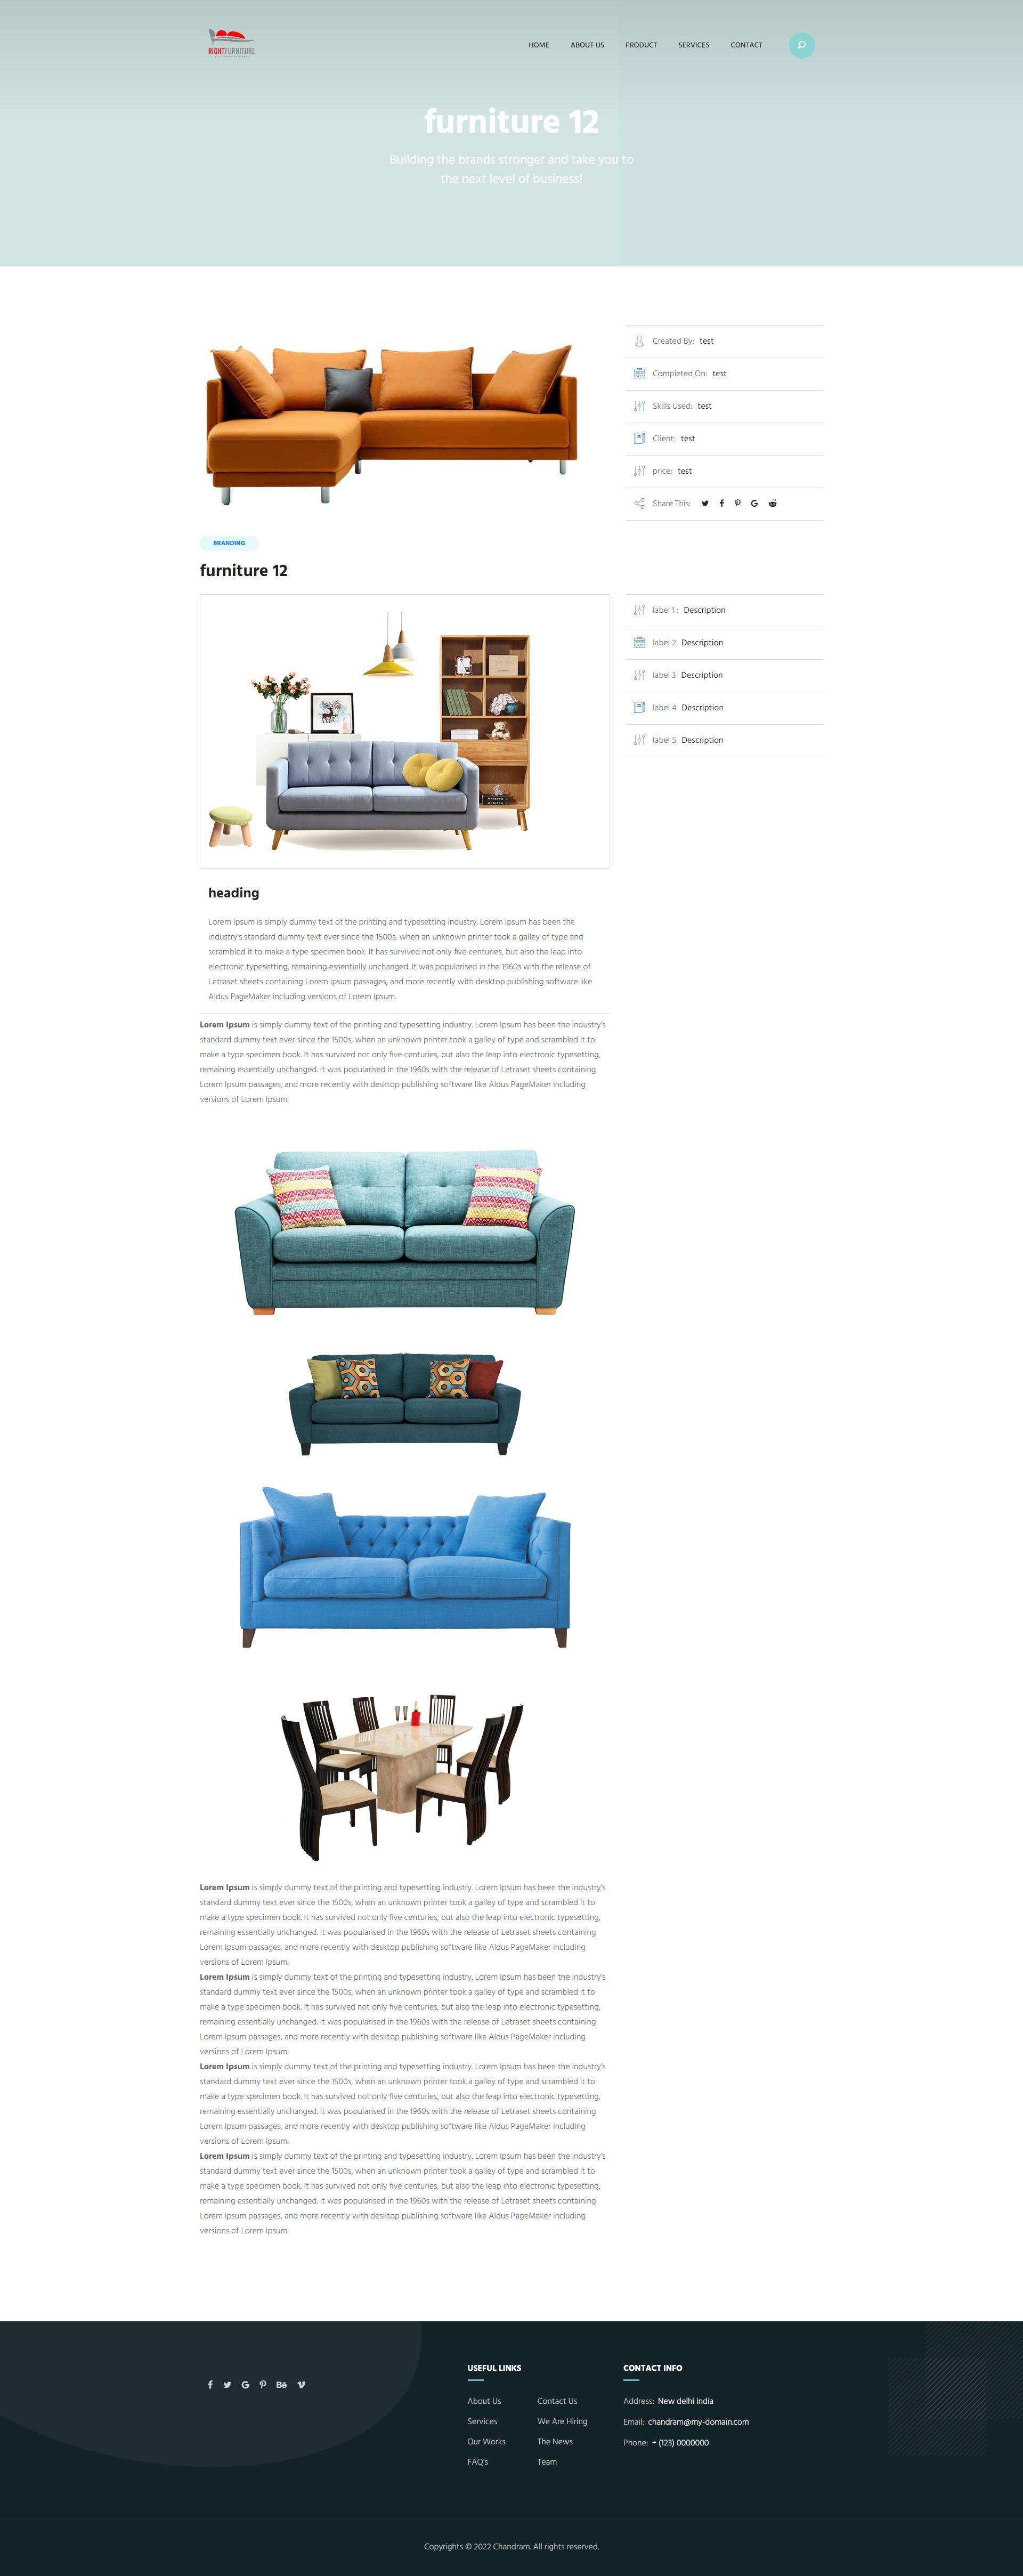 RIGHTFURNITURE
HOME ABOUT US PRODUCT SERVICES CONTACT
furniture 12
Building the brands stronger and take you to
the next level of business!
Created By: test
Completed On: test
Skills Used: test
Client: test
price: test
Share This:
BRANDING
furniture 12
label 1 : Description
label 2 Description
label 3 Description
label 4 Description
label 5 Description
heading
Lorem Ipsum is simply dummy text of the printing and typesetting industry. Lorem Ipsum has been the
industry's standard dummy text ever since the 1500s, when an unknown printer took a galley of type and
scrambled it to make a type specimen book. It has survived not only five centuries, but also the leap into
electronic typesetting, remaining essentially unchanged. It was popularised in the 1960s with the release of
Letraset sheets containing Lorem Ipsum passages, and more recently with desktop publishing software like
Aldus PageMaker including versions of Lorem Ipsum.
Lorem Ipsum is simply dummy text of the printing and typesetting industry. Lorem Ipsum has been the industry's
standard dummy text ever since the 1500s, when an unknown printer took a galley of type and scrambled it to
make a type specimen book. It has survived not only five centuries, but also the leap into electronic typesetting,
remaining essentially unchanged. It was popularised in the 1960s with the release of Letraset sheets containing
Lorem Ipsum passages, and more recently with desktop publishing software like Aldus PageMaker including
versions of Lorem Ipsum.
Lorem Ipsum is simply dummy text of the printing and typesetting industry. Lorem Ipsum has been the industry's
standard dummy text ever since the 1500s, when an unknown printer took a galley of type and scrambled it to
make a type specimen book. It has survived not only five centuries, but also the leap into electronic typesetting,
remaining essentially unchanged. It was popularised in the 1960s with the release of Letraset sheets containing
Lorem Ipsum passages, and more recently with desktop publishing software like Aldus PageMaker including
versions of Lorem Ipsum.
Lorem Ipsum is simply dummy text of the printing and typesetting industry. Lorem Ipsum has been the industry's
standard dummy text ever since the 1500s, when an unknown printer took a galley of type and scrambled it to
make a type specimen book. It has survived not only five centuries, but also the leap into electronic typesetting,
remaining essentially unchanged. It was popularised in the 1960s with the release of Letraset sheets containing
Lorem Ipsum passages, and more recently with desktop publishing software like Aldus PageMaker including
versions of Lorem Ipsum.
Lorem Ipsum is simply dummy text of the printing and typesetting industry. Lorem Ipsum has been the industry's
standard dummy text ever since the 1500s, when an unknown printer took a galley of type and scrambled it to
make a type specimen book. It has survived not only five centuries, but also the leap into electronic typesetting,
remaining essentially unchanged. It was popularised in the 1960s with the release of Letraset sheets containing
Lorem Ipsum passages, and more recently with desktop publishing software like Aldus PageMaker including
versions of Lorem Ipsum.
Lorem Ipsum is simply dummy text of the printing and typesetting industry. Lorem Ipsum has been the industry's
standard dummy text ever since the 1500s, when an unknown printer took a galley of type and scrambled it to
make a type specimen book. It has survived not only five centuries, but also the leap into electronic typesetting,
remaining essentially unchanged. It was popularised in the 1960s with the release of Letraset sheets containing
Lorem Ipsum passages, and more recently with desktop publishing software like Aldus PageMaker including
versions of Lorem Ipsum.
USEFUL LINKS
About Us Contact Us
Services We Are Hiring
Our Works The News
FAQ's Team
CONTACT INFO
Address: New delhi india
Email: chandram@my-domain.com
Phone: + (123) 0000000
Copyrights © 2022 Chandram. All rights reserved.